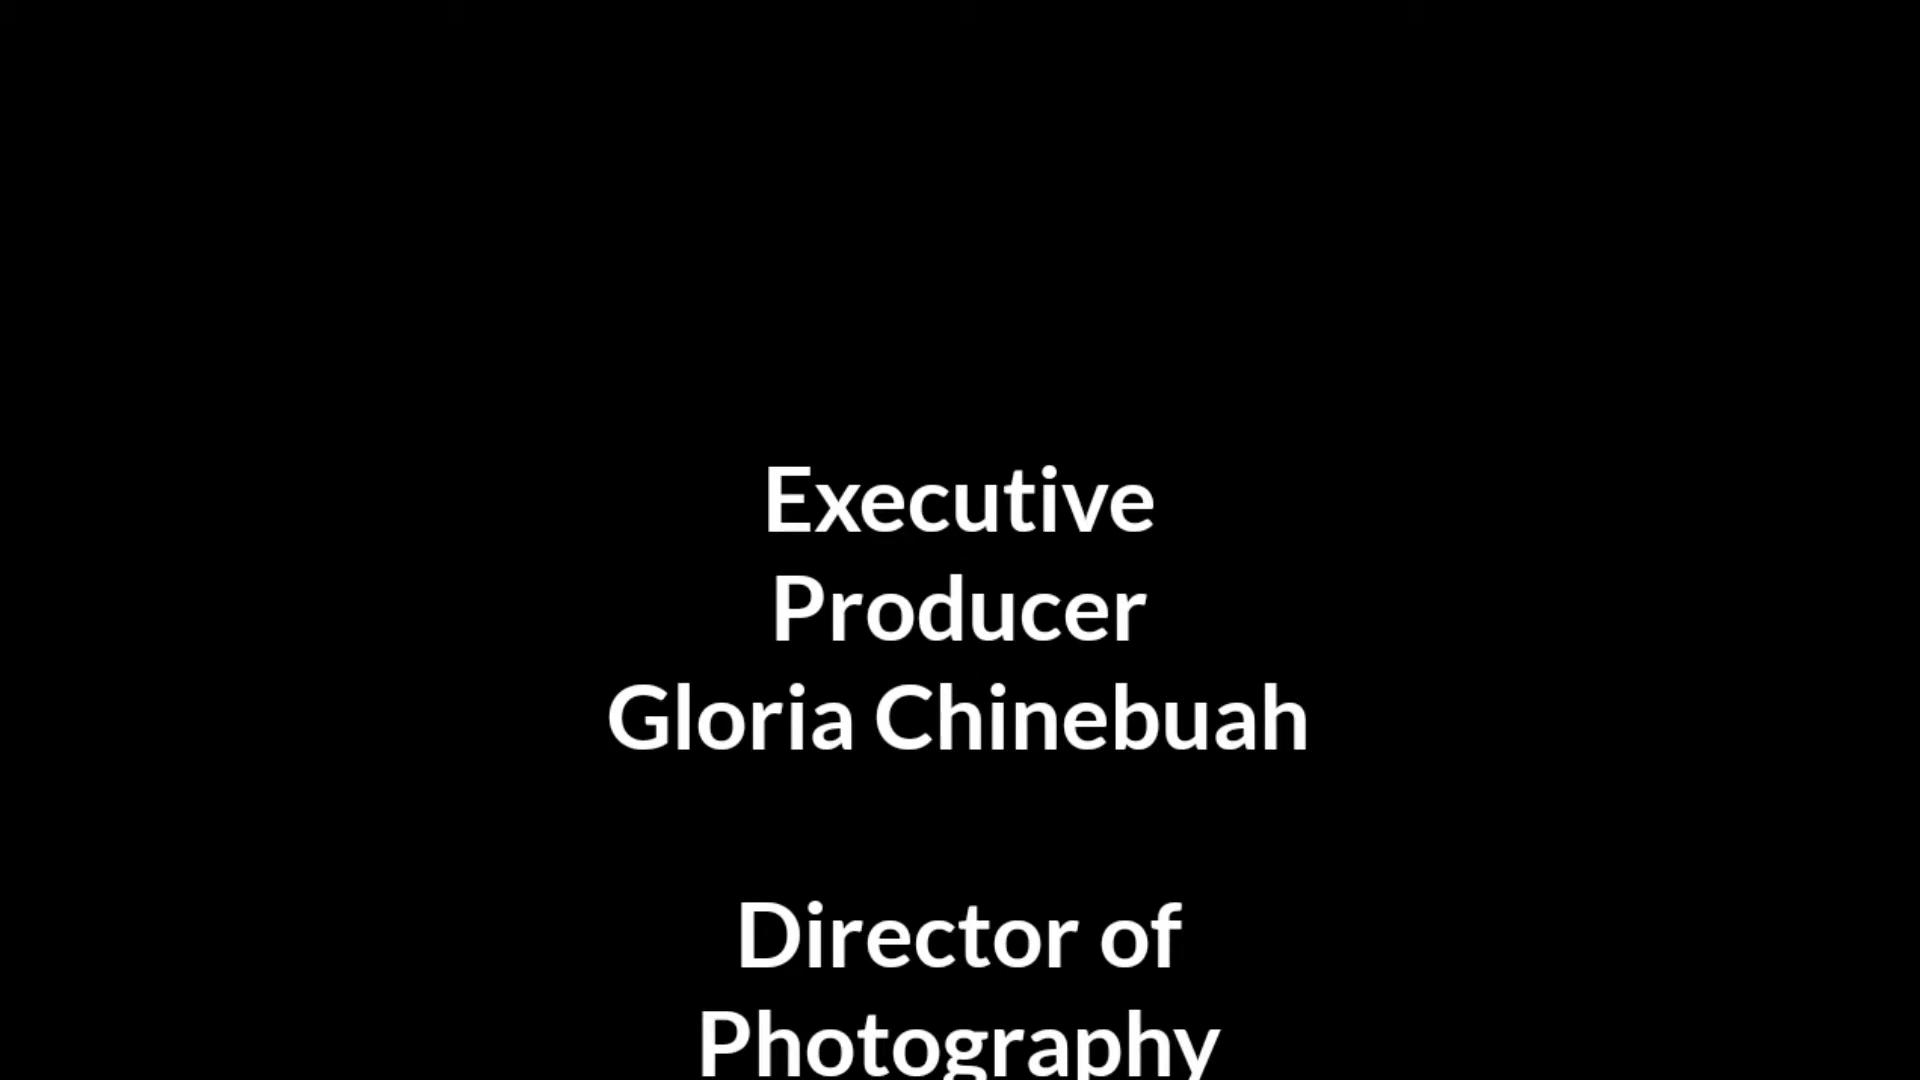 Executive
Producer
Gloria Chinebuah
Director of
Photography